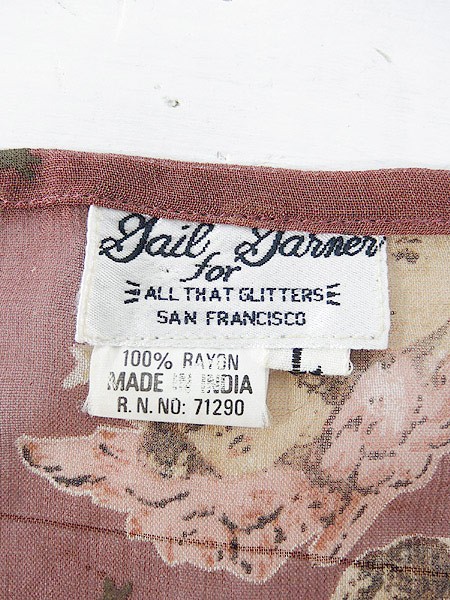 Gail Garner
for
ALL THAT GLITTERS
SAN FRANCISCO
100% RAYON
MADE IN INDIA
R.N. NO: 71290